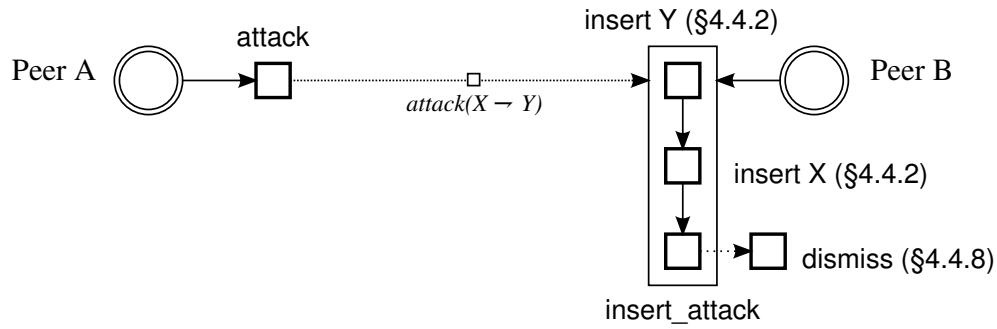 insert Y (§4.4.2)
attack
Peer A
Peer B
attack(X → Y)
insert X (§4.4.2)
dismiss (§4.4.8)
insert_attack